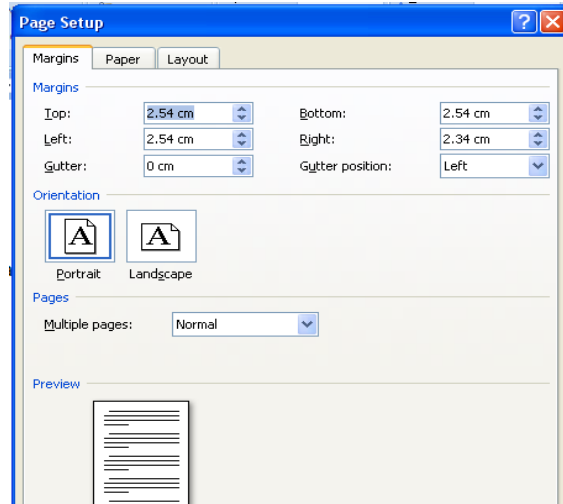 Page Setup
Margins Paper Layout
Margins
Top: 2.54 cm Bottom: 2.54 cm
Left: 2.54 cm Right: 2.34 cm
Gutter: 0 cm Gutter position: Left
Orientation
A A
Portrait Landscape
Pages
Multiple pages: Normal
Preview